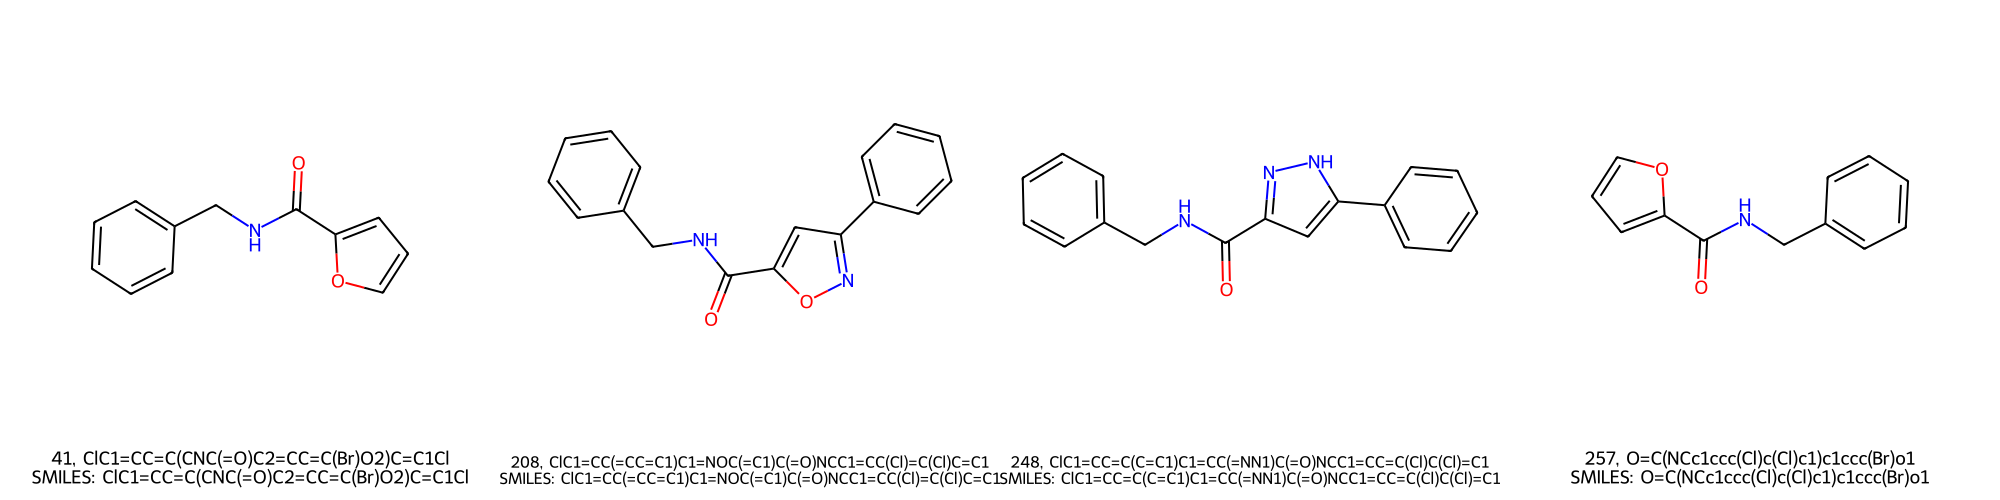 O
N
H
O
NH
O
O
N
H
N
O
N
NH
O
H
N
O
41, ClC1=CC=C(CNC(=O)C2=CC=C(Br)O2)C=C1Cl
SMILES: ClC1=CC=C(CNC(=O)C2=CC=C(Br)O2)C=C1Cl
208, ClC1=CC(=CC=C1)C1=NOC(=C1)C(=O)NCC1=CC(Cl)=C(Cl)C=C1
SMILES: ClC1=CC(=CC=C1)C1=NOC(=C1)C(=O)NCC1=CC(Cl)=C(Cl)C=C1
248, ClC1=CC=C(C=C1)C1=CC(=NN1)C(=O)NCC1=CC=C(Cl)C(Cl)=C1
SMILES: ClC1=CC=C(C=C1)C1=CC(=NN1)C(=O)NCC1=CC=C(Cl)C(Cl)=C1
257, O=C(NCc1ccc(Cl)c(Cl)c1)c1ccc(Br)o1
SMILES: O=C(NCc1ccc(Cl)c(Cl)c1)c1ccc(Br)o1